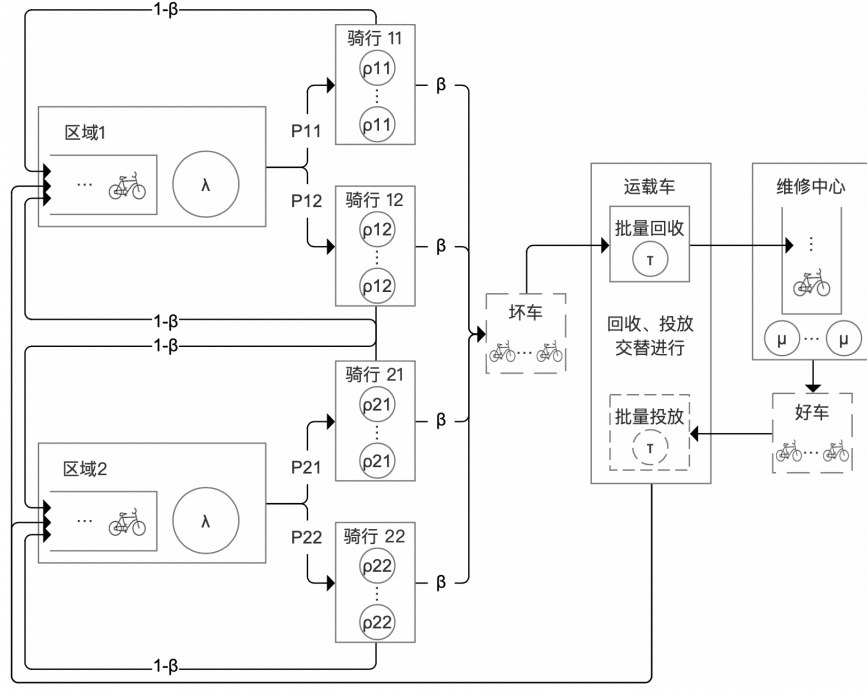 1-β
骑行 11
ρ11
⋮
ρ11
β
区域1
… λ
P11
P12
骑行 12
ρ12
⋮
ρ12
β
1-β
1-β
坏车
…
运载车
批量回收
τ
回收、投放
交替进行
批量投放
τ
维修中心
⋮
μ … μ
好车
…
骑行 21
ρ21
⋮
ρ21
β
区域2
… λ
P21
P22
骑行 22
ρ22
⋮
ρ22
β
1-β